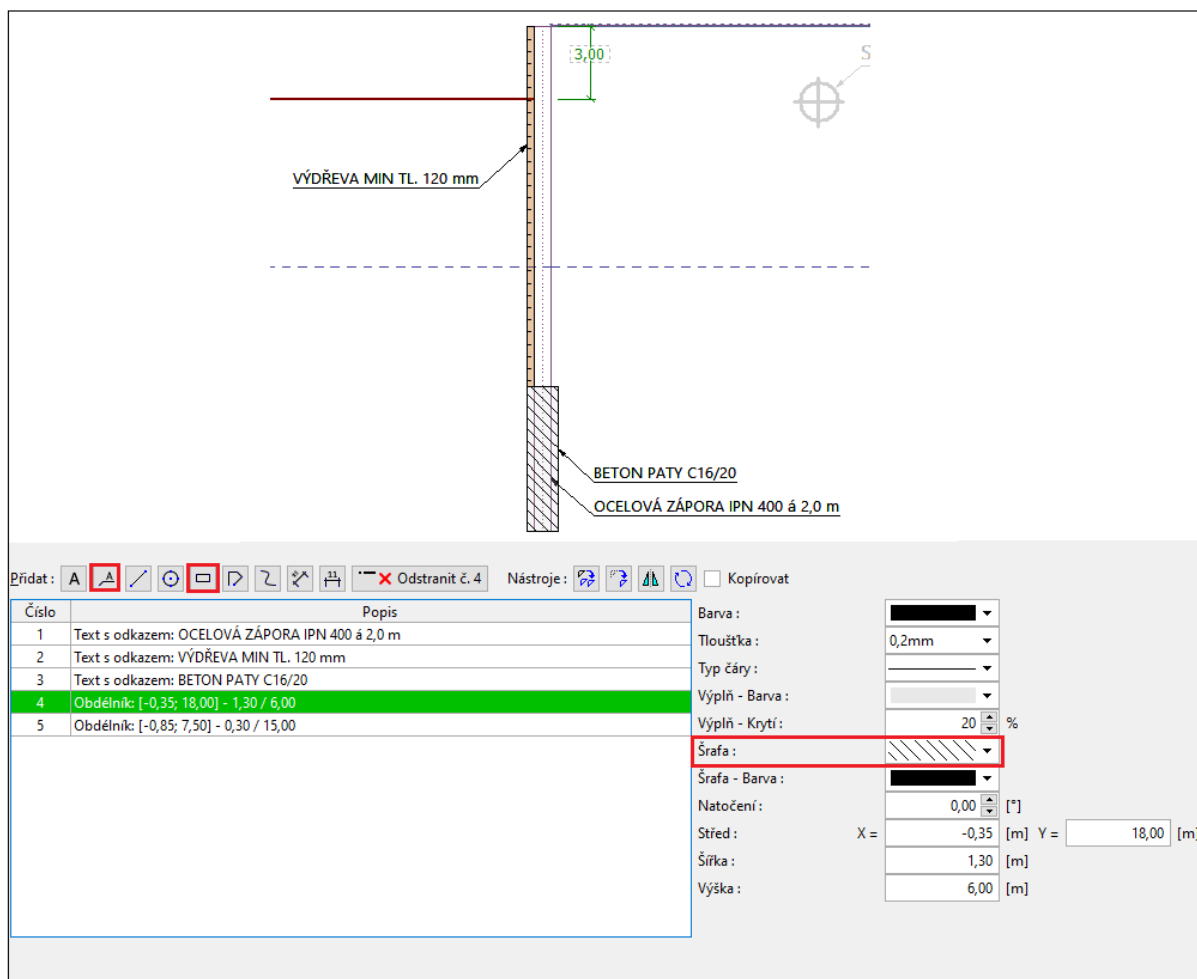 3,00
S
VÝDŘEVA MIN TL. 120 mm
BETON PATY C16/20
OCELOVÁ ZÁPORA IPN 400 á 2,0 m
Přidat : A A 11 Odstranit č. 4 Nástroje : Kopírovat
Číslo Popis
1 Text s odkazem: OCELOVÁ ZÁPORA IPN 400 á 2,0 m
2 Text s odkazem: VÝDŘEVA MIN TL. 120 mm
3 Text s odkazem: BETON PATY C16/20
4 Obdélník: [-0,35; 18,00] - 1,30 / 6,00
5 Obdélník: [-0,85; 7,50] - 0,30 / 15,00
Barva :
Tloušťka : 0,2mm
Typ čáry :
Výplň - Barva :
Výplň - Krytí : 20 %
Šrafa :
Šrafa - Barva :
Natočení : 0,00 [°]
Střed : X = -0,35 [m] Y = 18,00 [m]
Šířka : 1,30 [m]
Výška : 6,00 [m]